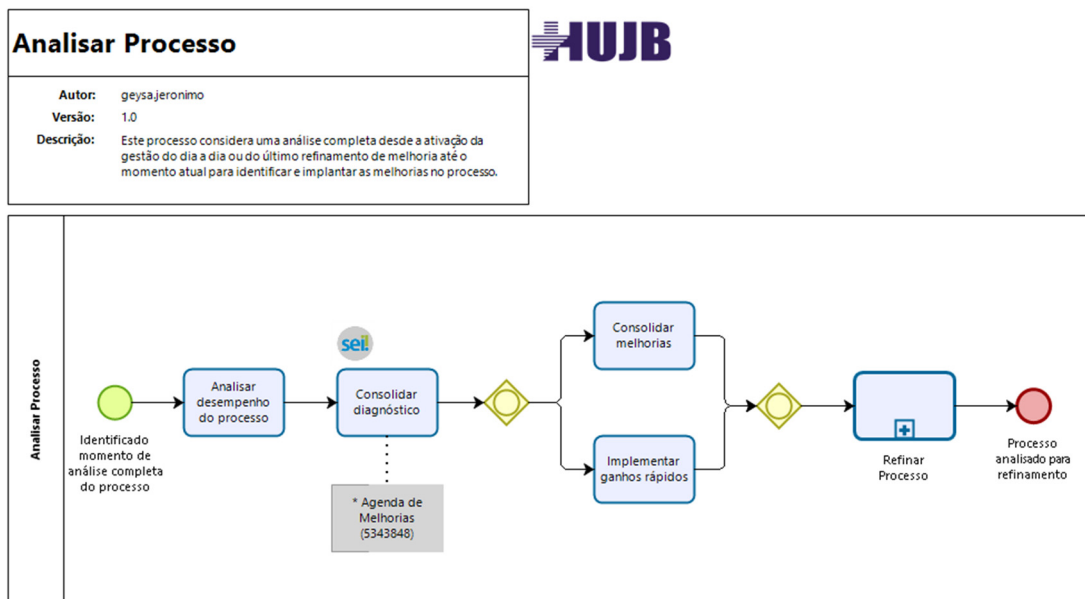 Analisar Processo
HUJB
Autor: geysa.jeronimo
Versão: 1.0
Descrição: Este processo considera uma análise completa desde a ativação da
gestão do dia a dia ou do último refinamento de melhoria até o
momento atual para identificar e implantar as melhorias no processo.
Analisar Processo
Identificado
momento de
análise completa
do processo
Analisar
desempenho
do processo
sei!
Consolidar
diagnóstico
* Agenda de
Melhorias
(5343848)
Consolidar
melhorias
Implementar
ganhos rápidos
Refinar
Processo
Processo
analisado para
refinamento